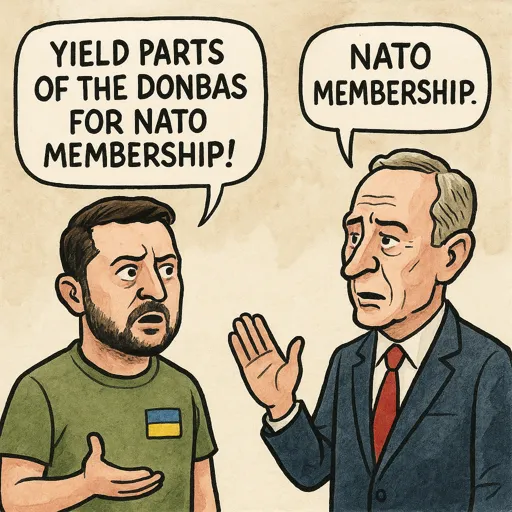 YIELD PARTS
OF THE DONBAS
FOR NATO
MEMBERSHIP!
NATO
MEMBERSHIP.